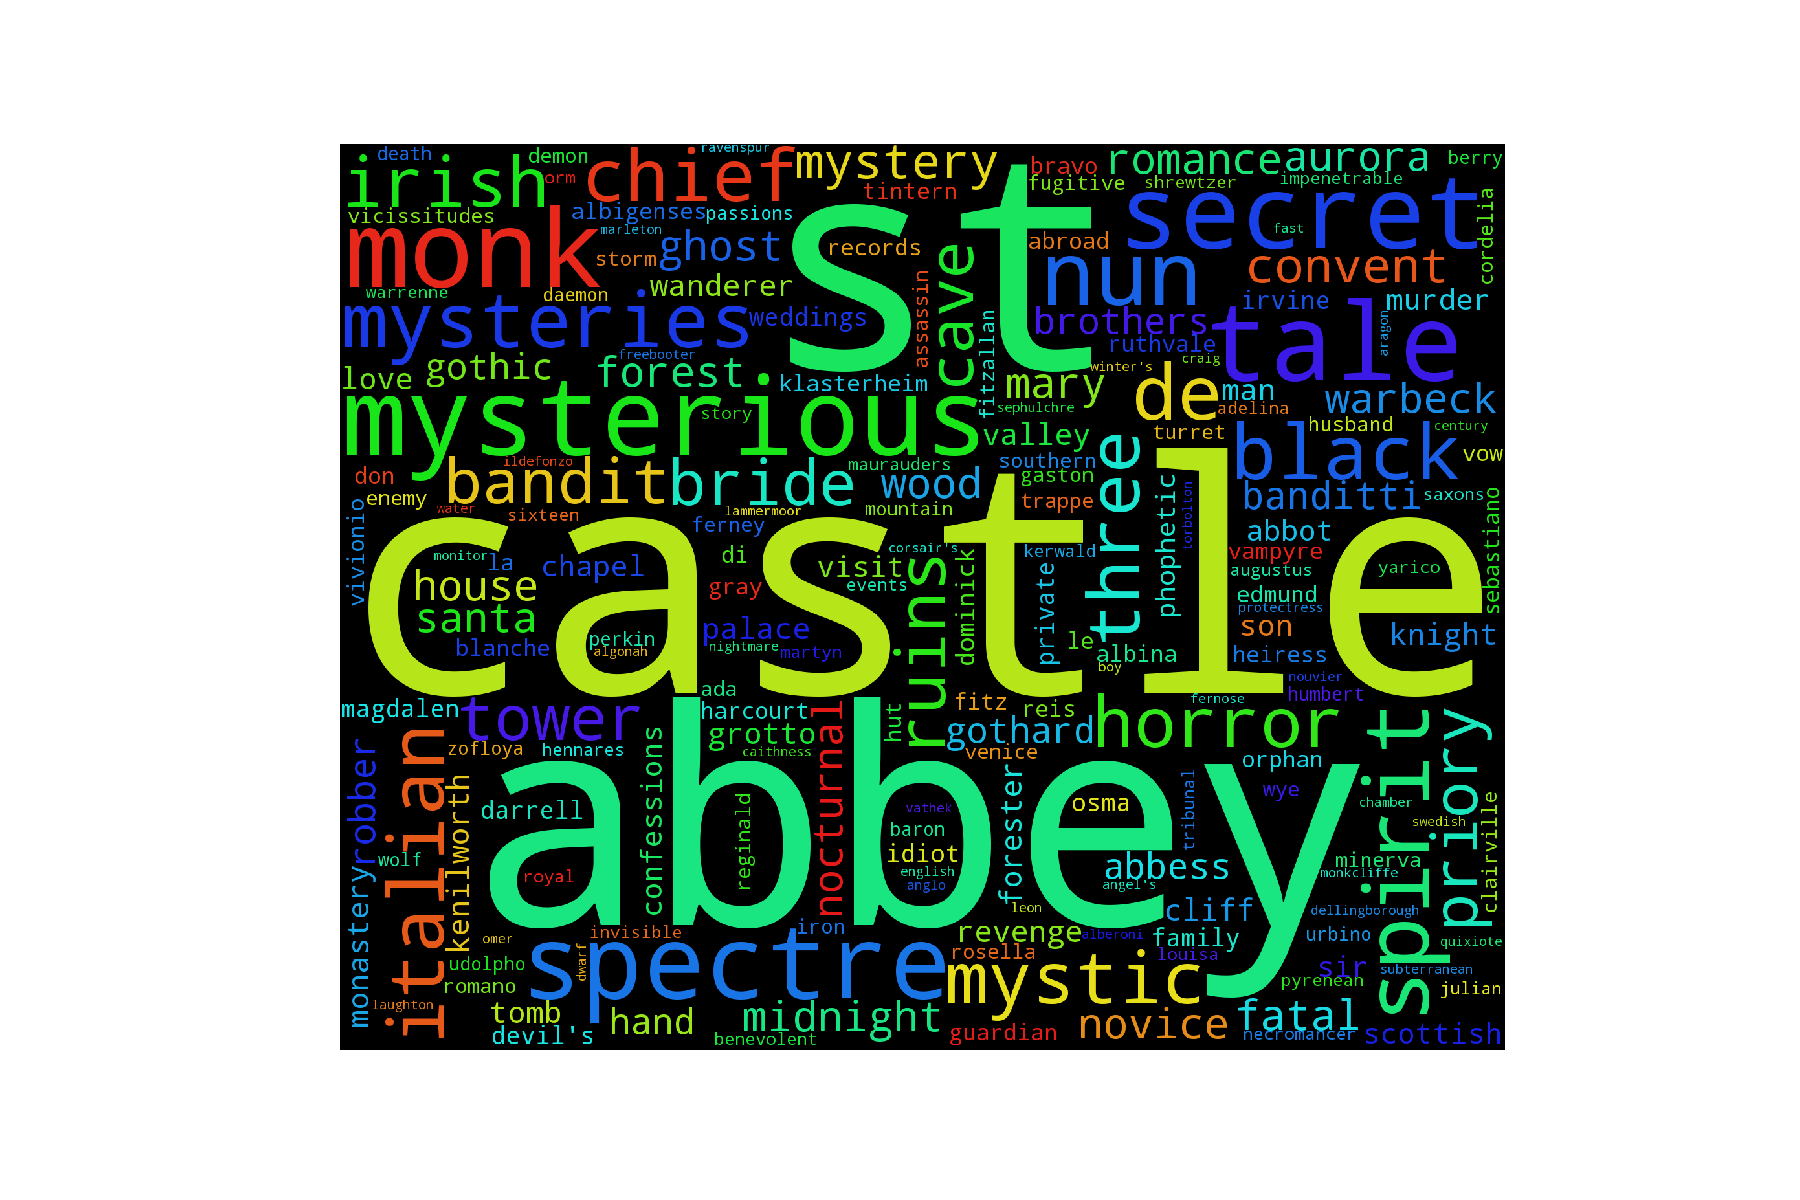 death
demon
orm
irish
chief
ravenspur
mystery
tintern
st
bravo
fugitive
romance
shrewtzer
aurora
impenetrable
berry
vicissitudes
albigenses
passions
marleton
monk
storm
ghost
records
cave
abroad
nun
secret
fast
convent
cordelia
warrenne
daemon
wanderer
assassin
irvine
murder
mysteries
weddings
fitzallan
brothers
ruthvale
tale
aragon
freebooter
love
gothic
forest
klasterheim
winter's
craig
mysterious
story
mary
sephulchre
de
man
adelina
warbeck
husband
century
valley
turret
black
vow
don
ildefonzo
bandit
bride
maurauders
wood
southern
gaston
three
enemy
water
sixteen
lammermoor
mountain
trappe
phophetic
torbolton
banditti
saxons
vivionio
ferney
castle
abbot
sebastiano
monitor
la
chapel
di
corsair's
visit
events
ruins
dominick
kerwald
private
vampyre
augustus
yarico
house
gray
edmund
protectress
santa
perkin
palace
son
knight
blanche
algonah
nightmare
martyn
le
albina
heiress
boy
nouvier
ada
fernose
humbert
magdalen
tower
harcourt
nocturnal
hut
fitz
reis
horror
spirit
priory
grotto
gothard
italian
zofloya
hennares
confessions
caithness
venice
orphan
monastery
robber
kenilworth
abbey
forester
tribunal
wye
chamber
clairville
darrell
reginald
vathek
osma
swedish
baron
wolf
idiot
abbess
minerva
english
monkcliffe
royal
anglo
angel's
leon
cliff
dellingborough
iron
invisible
revenge
alberoni
family
urbino
omer
spectre
dwarf
rosella
louisa
quixiote
udolpho
mystic
sir
subterranean
romano
pyrenean
julian
laughton
tomb
hand
midnight
novice
fatal
devil's
benevolent
guardian
necromancer
scottish